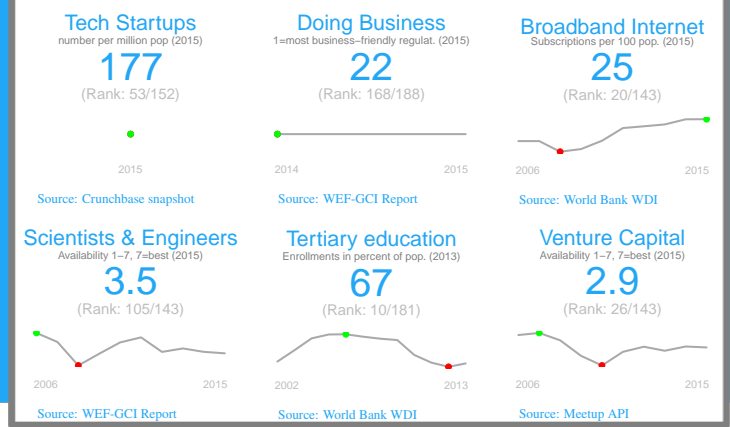 Tech Startups
number per million pop (2015)
177
(Rank: 53/152)
2015
Source: Crunchbase snapshot
Doing Business
1=most business−friendly regulat. (2015)
22
(Rank: 168/188)
2014 2015
Source: WEF-GCI Report
Broadband Internet
Subscriptions per 100 pop. (2015)
25
(Rank: 20/143)
2006 2015
Source: World Bank WDI
Scientists & Engineers
Availability 1−7, 7=best (2015)
3.5
(Rank: 105/143)
2006 2015
Source: WEF-GCI Report
Tertiary education
Enrollments in percent of pop. (2013)
67
(Rank: 10/181)
2002 2013
Source: World Bank WDI
Venture Capital
Availability 1−7, 7=best (2015)
2.9
(Rank: 26/143)
2006 2015
Source: Meetup API